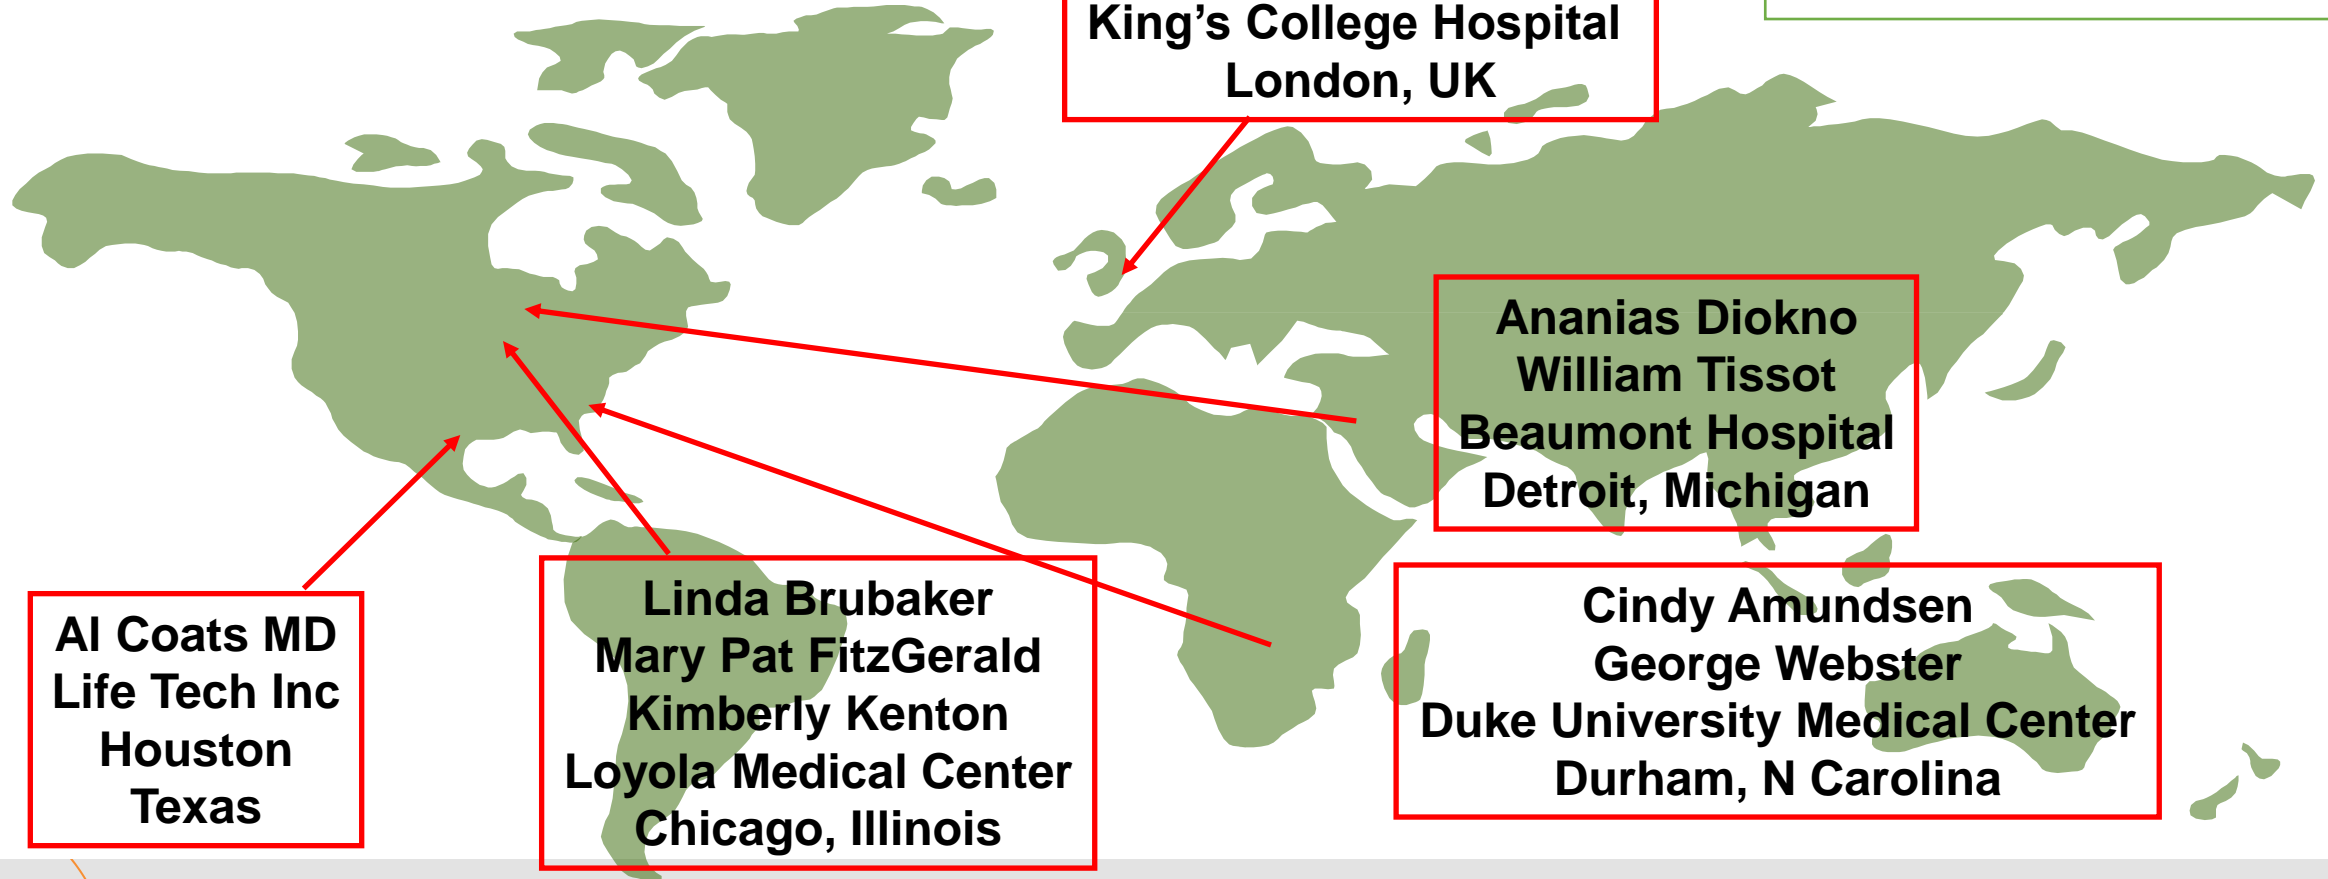 King’s College Hospital
London, UK
Ananias Diokno
William Tissot
Beaumont Hospital
Detroit, Michigan
Al Coats MD
Life Tech Inc
Houston
Texas
Linda Brubaker
Mary Pat FitzGerald
Kimberly Kenton
Loyola Medical Center
Chicago, Illinois
Cindy Amundsen
George Webster
Duke University Medical Center
Durham, N Carolina